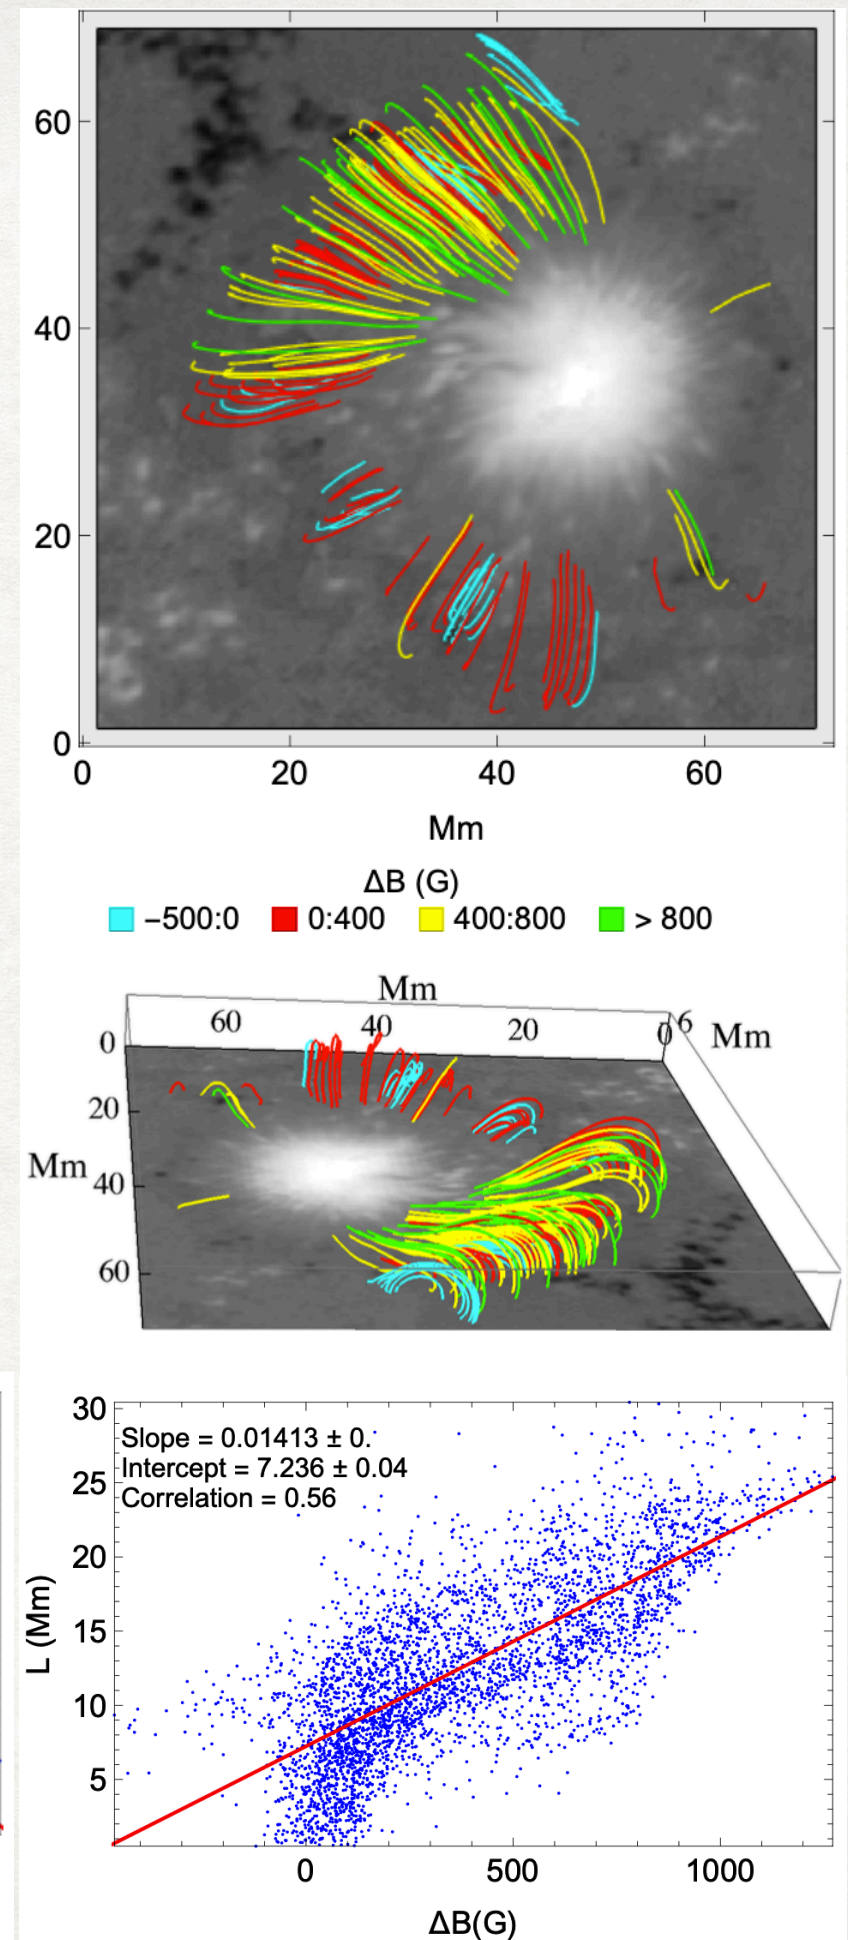 60
40
20
0
0 20 40 60
Mm
ΔB (G)
−500:0 0:400 400:800 > 800
Mm
60 40 20 0 6 Mm
0
20
Mm 40
60
30
Slope = 0.01413 ± 0.
Intercept = 7.236 ± 0.04
Correlation = 0.56
25
20
L (Mm)
15
10
5
0 500 1000
ΔB(G)